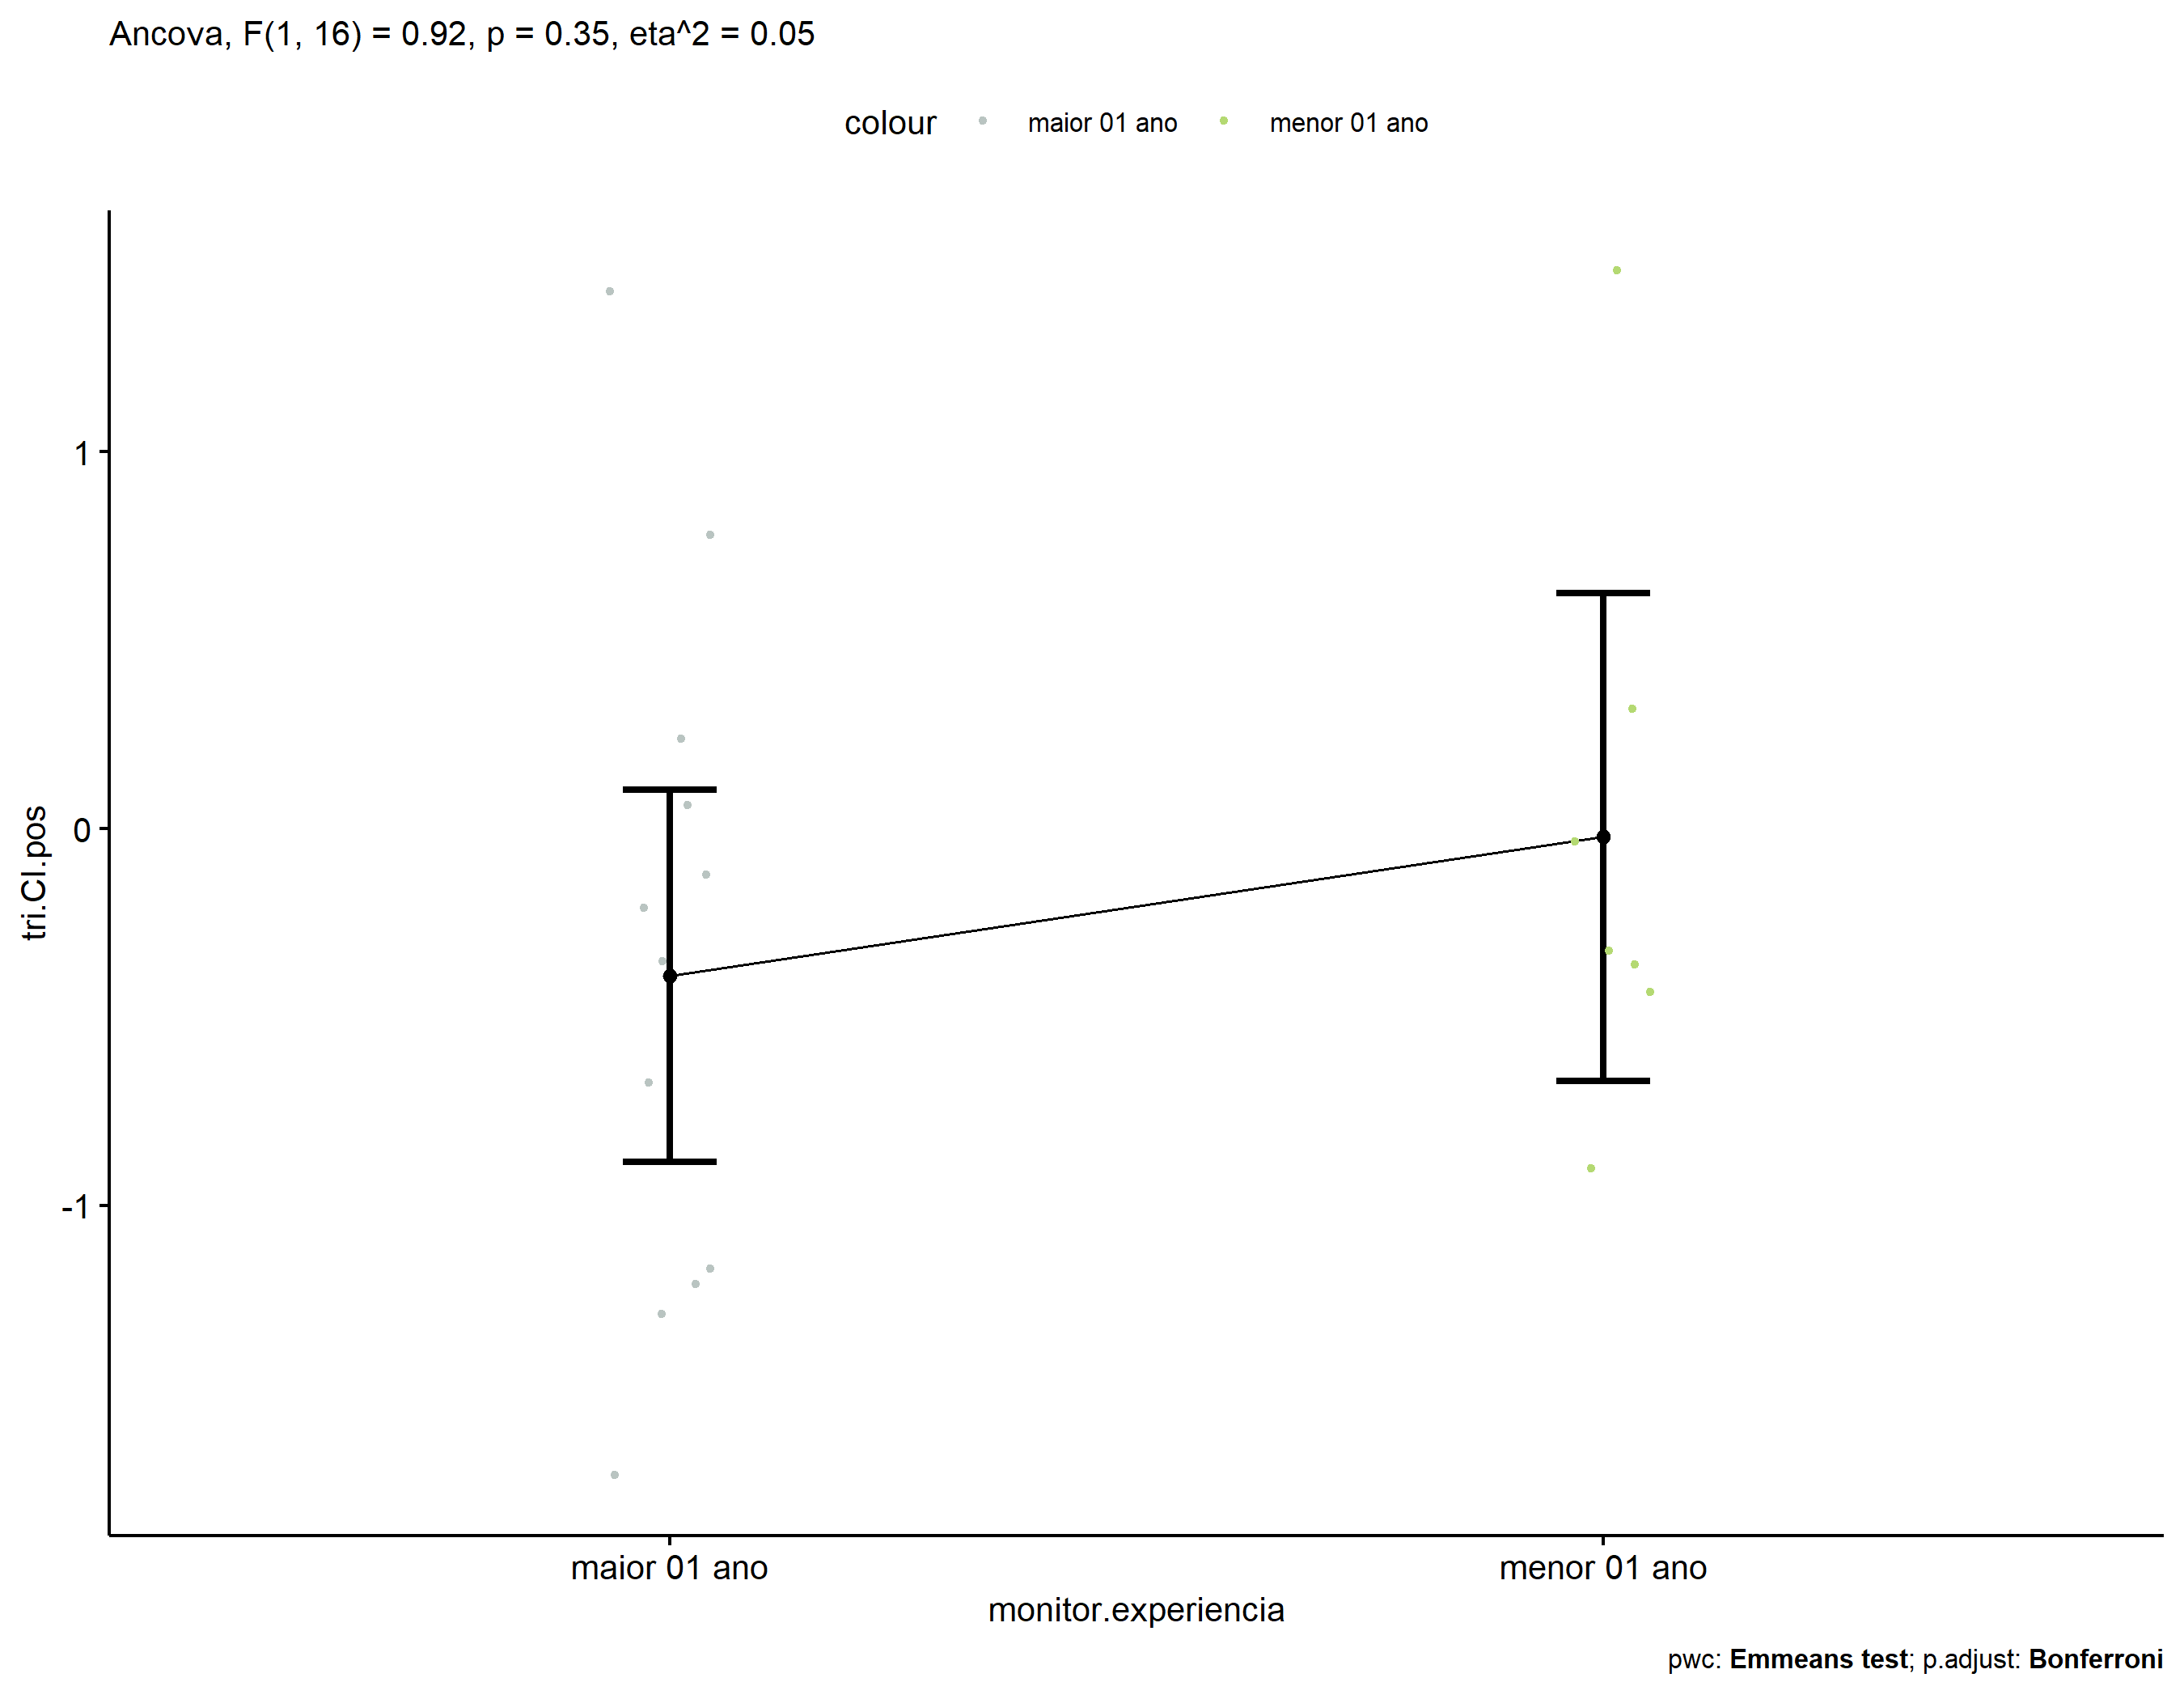 Ancova, F(1, 16) = 0.92, p = 0.35, eta^2 = 0.05
colour maior 01 ano menor 01 ano
1
0
-1
tri.CI.pos
maior 01 ano menor 01 ano
monitor.experiencia
pwc: Emmeans test; p.adjust: Bonferroni